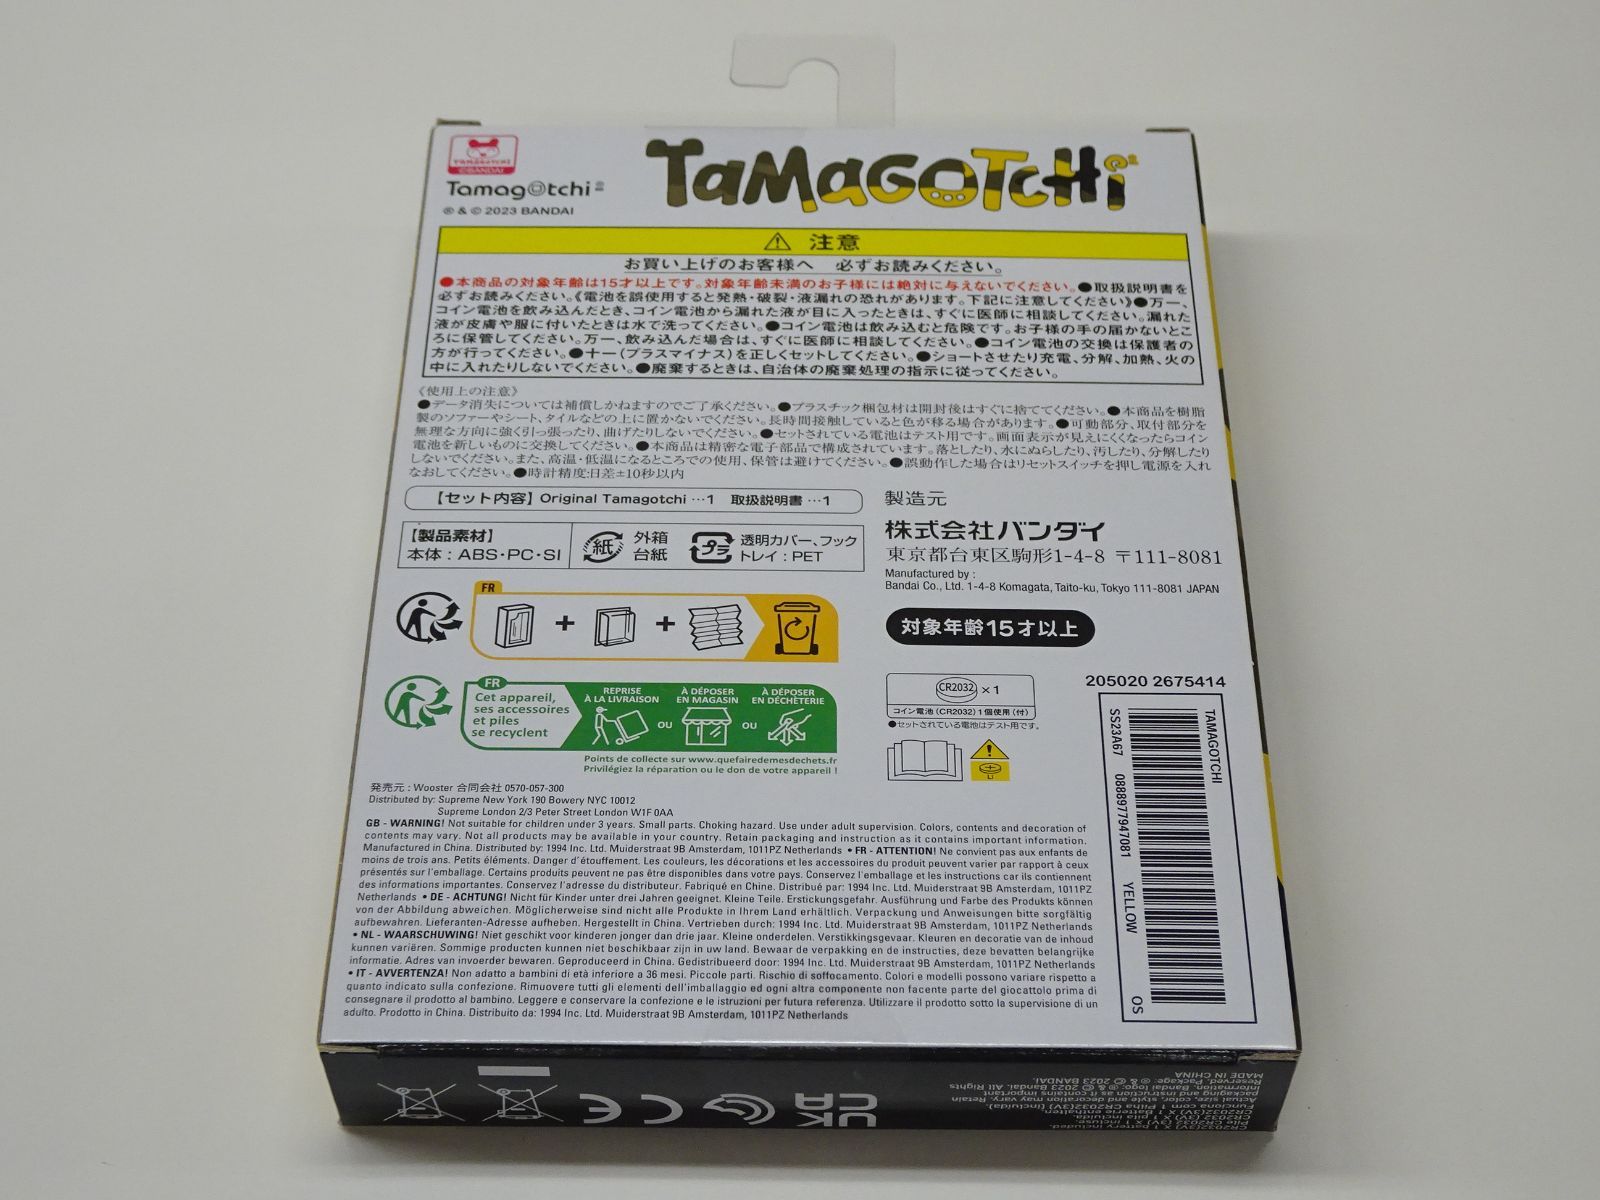 TAMAGOTCHI
©BANDAI
Tamagotchi
® & © 2023 BANDAI
TaMaGOTcHi
注意
お買い上げのお客様へ 必ずお読みください。
●本商品の対象年齢は15才以上です。対象年齢未満のお子様には絶対に与えないでください。●取扱説明書を
必ずお読みください。《電池を誤使用すると発熱・破裂・液漏れの恐れがあります。下記に注意してください》●万一、
コイン電池を飲み込んだとき、コイン電池から漏れた液が目に入ったときは、すぐに医師に相談してください。漏れた
液が皮膚や服に付いたときは水で洗ってください。●コイン電池は飲み込むと危険です。お子様の手の届かないとこ
ろに保管してください。万一、飲み込んだ場合は、すぐに医師に相談してください。●コイン電池の交換は保護者の
方が行ってください。●+-(プラスマイナス)を正しくセットしてください。●ショートさせたり充電、分解、加熱、火の
中に入れたりしないでください。●廃棄するときは、自治体の廃棄処理の指示に従ってください。
《使用上の注意》
●データ消失については補償しかねますのでご了承ください。●プラスチック梱包材は開封後はすぐに捨ててください。●本商品を樹脂
製のソファーやシート、タイルなどの上に置かないでください。長時間接触していると色が移る場合があります。●可動部分、取付部分を
無理な方向に強く引っ張ったり、曲げたりしないでください。●セットされている電池はテスト用です。画面表示が見えにくくなったらコイン
電池を新しいものに交換してください。●本商品は精密な電子部品で構成されています。落としたり、水にぬらしたり、汚したり、分解したり
しないでください。また、高温・低温になるところでの使用、保管は避けてください。●誤動作した場合はリセットスイッチを押し電源を入れ
なおしてください。●時計精度:日差±10秒以内
【セット内容】Original Tamagotchi …1 取扱説明書 …1
【製品素材】
本体:ABS・PC・SI
紙
外箱
台紙
プラ
透明カバー、フック
トレイ:PET
製造元
株式会社バンダイ
東京都台東区駒形1-4-8 〒111-8081
Manufactured by :
Bandai Co., Ltd. 1-4-8 Komagata, Taito-ku, Tokyo 111-8081 JAPAN
対象年齢15才以上
FR
+ +
FR
Cet appareil,
ses accessoires
et piles
se recyclent
REPRISE
À LA LIVRAISON
OU
À DÉPOSER
EN MAGASIN
OU
À DÉPOSER
EN DÉCHÈTERIE
Points de collecte sur www.quefairedemesdechets.fr
Privilégiez la réparation ou le don de votre appareil !
CR2032 ×1
コイン電池(CR2032)1個使用(付)
●セットされている電池はテスト用です。
205020 2675414
TAMAGOTCHI
SS23A67 0888977947081 YELLOW OS
発売元 : Wooster 合同会社 0570-057-300
Distributed by: Supreme New York 190 Bowery NYC 10012
Supreme London 2/3 Peter Street London W1F 0AA
GB - WARNING! Not suitable for children under 3 years. Small parts. Choking hazard. Use under adult supervision. Colors, contents and decoration of
contents may vary. Not all products may be available in your country. Retain packaging and instruction as it contains important information.
Manufactured in China. Distributed by: 1994 Inc. Ltd. Muiderstraat 9B Amsterdam, 1011PZ Netherlands • FR - ATTENTION! Ne convient pas aux enfants de
moins de trois ans. Petits éléments. Danger d'étouffement. Les couleurs, les décorations et les accessoires du produit peuvent varier par rapport à ceux
présentés sur l'emballage. Certains produits peuvent ne pas être disponibles dans votre pays. Conservez l'emballage et les instructions car ils contiennent
des informations importantes. Conservez l'adresse du distributeur. Fabriqué en China. Distribué par: 1994 Inc. Ltd. Muiderstraat 9B Amsterdam, 1011PZ
Netherlands • DE - ACHTUNG! Nicht für Kinder unter drei Jahren geeignet. Kleine Teile. Erstickungsgefahr. Ausführung und Farbe des Produkts können
von der Abbildung abweichen. Möglicherweise sind nicht alle Produkte in Ihrem Land erhältlich. Verpackung und Anweisungen bitte sorgfältig
aufbewahren. Lieferanten-Adresse aufheben. Hergestellt in China. Vertrieben durch: 1994 Inc. Ltd. Muiderstraat 9B Amsterdam, 1011PZ Netherlands
• NL - WAARSCHUWING! Niet geschikt voor kinderen jonger dan drie jaar. Kleine onderdelen. Verstikkingsgevaar. Kleuren en decoratie van de inhoud
kunnen variëren. Sommige producten kunnen niet beschikbaar zijn in uw land. Bewaar de verpakking en de instructies, deze bevatten belangrijke
informatie. Adres van invoerder bewaren. Geproduceerd in China. Gedistribueerd door: 1994 Inc. Ltd. Muiderstraat 9B Amsterdam, 1011PZ Netherlands
• IT - AVVERTENZA! Non adatto a bambini di età inferiore a 36 mesi. Piccole parti. Rischio di soffocamento. Colori e modelli possono variare rispetto a
quanto indicato sulla confezione. Rimuovere tutti gli elementi dell'imballaggio ed ogni altra componente non facente parte del giocattolo prima di
consegnare il prodotto al bambino. Leggere e conservare la confezione e le istruzioni per futura referenza. Utilizzare il prodotto sotto la supervisione di un
adulto. Prodotto in China. Distribuito da: 1994 Inc. Ltd. Muiderstraat 9B Amsterdam, 1011PZ Netherlands
CE
UK
CA
CR2032(3V) X 1 battery included.
Pile CR2032 (3V) X 1 incluse.
CR2032(3V) X 1 pila incluida.
CR2032(3V) X 1 Batterie enthalten.
Funciona com 1 Pilha CR2032(3V) (incluida).
Actual size, color, style and decoration may vary. Retain
information. Bandai logo: ® & © 2023 BANDAI. All Rights
Reserved. Package: ® & © 2023 BANDAI.
MADE IN CHINA